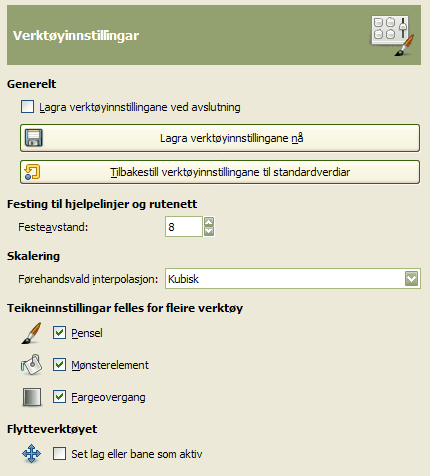 Verktøyinnstillingar
Generelt
Lagra verktøyinnstillingane ved avslutning
Lagra verktøyinnstillingane nå
Tilbakestill verktøyinnstillingane til standardverdiar
Festing til hjelpelinjer og rutenett
Festeavstand: 8
Skalering
Førehandsvald interpolasjon: Kubisk
Teikneinnstillingar felles for fleire verktøy
Pensel
Mønsterelement
Fargeovergang
Flytteverktøyet
Set lag eller bane som aktiv